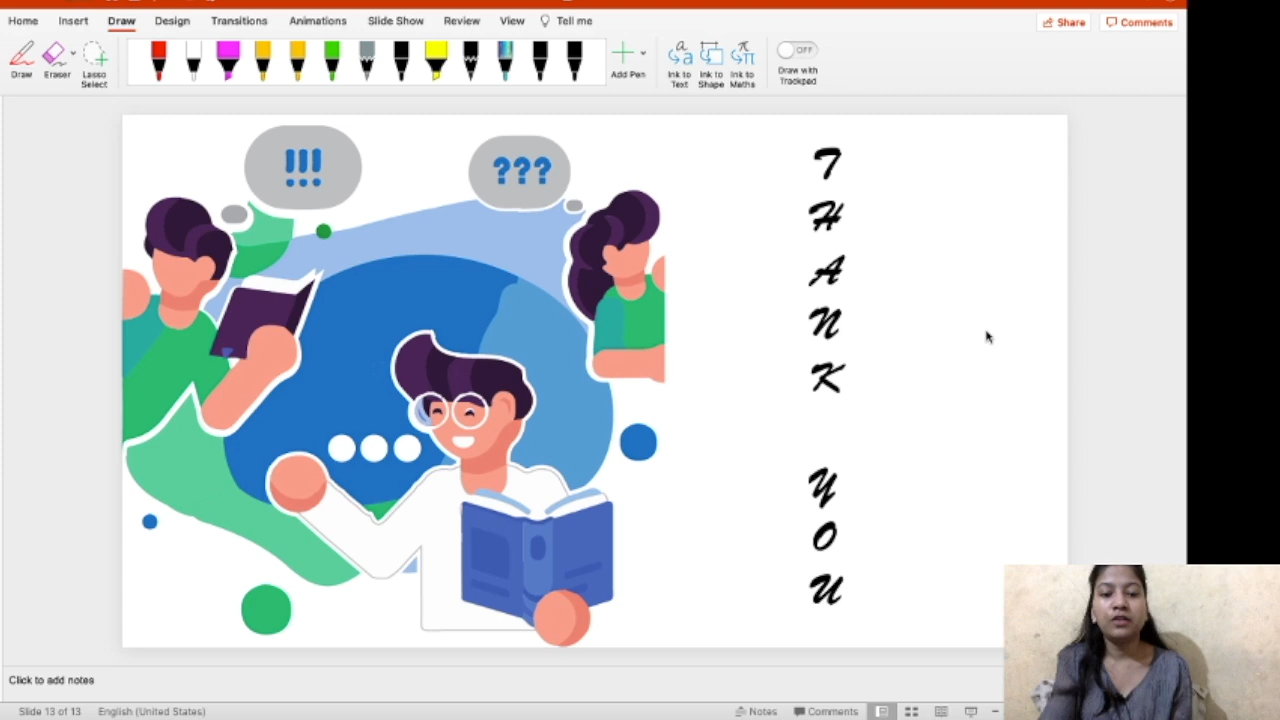 Home Insert Draw Design Transitions Animations Slide Show Review View Tell me Share Comments
Draw Eraser Lasso Select Add Pen Ink to Text Ink to Shape Ink to Maths OFF Draw with Trackpad
!!!
???
T
H
A
N
K
Y
O
U
Click to add notes
Slide 13 of 13 English (United States) Notes Comments